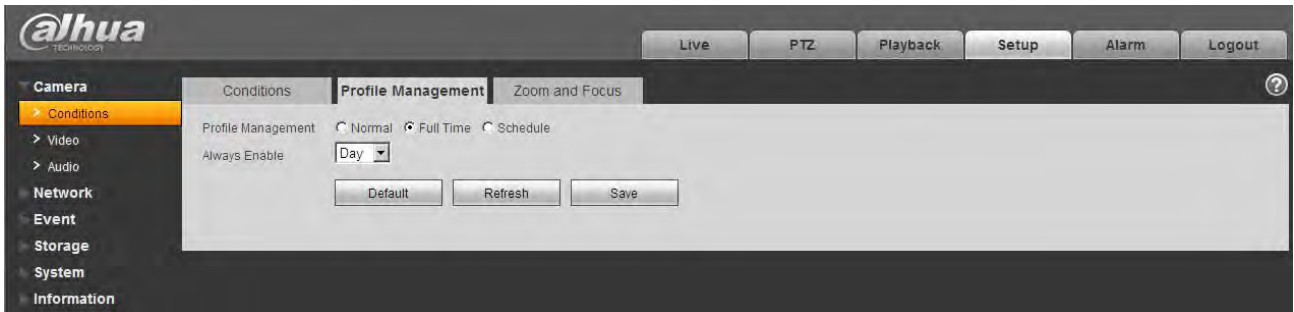 alhua
TECHNOLOGY
Live PTZ Playback Setup Alarm Logout
Camera
> Conditions
> Video
> Audio
Network
Event
Storage
System
Information
Conditions Profile Management Zoom and Focus
?
Profile Management Normal Full Time Schedule
Always Enable Day
Default Refresh Save